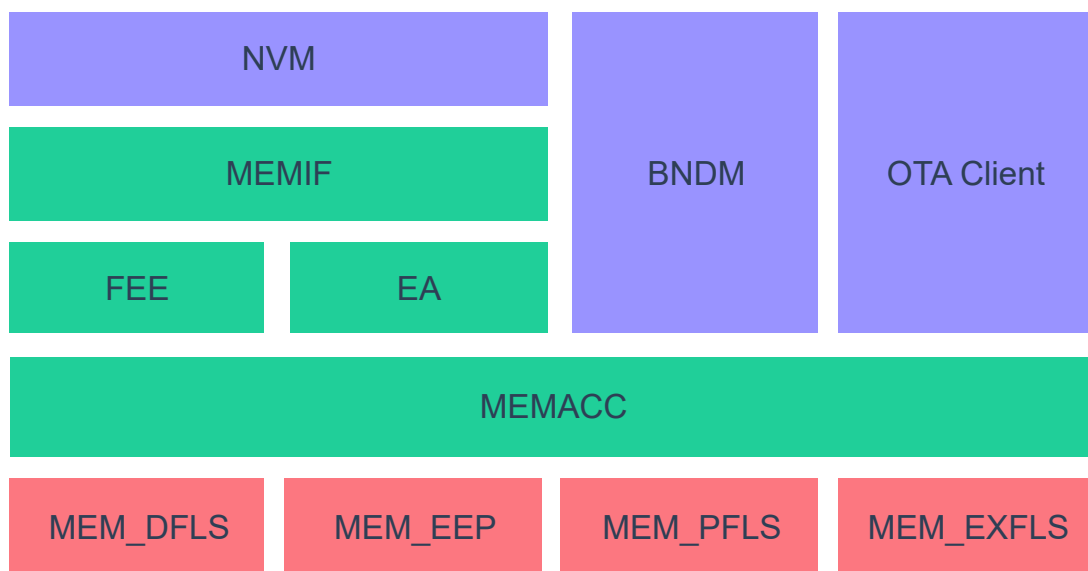 NVM
MEMIF
BNDM
OTA Client
FEE
EA
MEMACC
MEM_DFLS
MEM_EEP
MEM_PFLS
MEM_EXFLS